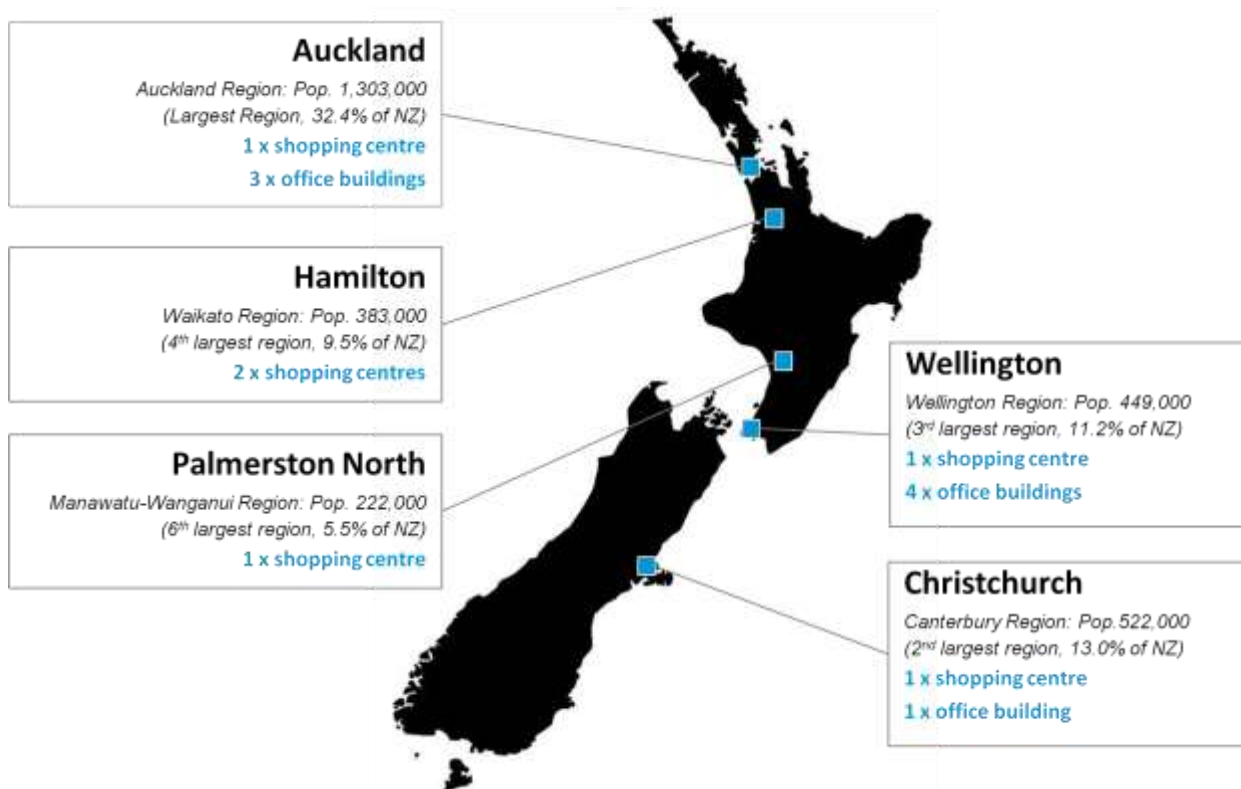 Auckland
Auckland Region: Pop. 1,303,000
(Largest Region, 32.4% of NZ)
1 x shopping centre
3 x office buildings
Hamilton
Waikato Region: Pop. 383,000
(4th largest region, 9.5% of NZ)
2 x shopping centres
Palmerston North
Manawatu-Wanganui Region: Pop. 222,000
(6th largest region, 5.5% of NZ)
1 x shopping centre
Wellington
Wellington Region: Pop. 449,000
(3rd largest region, 11.2% of NZ)
1 x shopping centre
4 x office buildings
Christchurch
Canterbury Region: Pop.522,000
(2nd largest region, 13.0% of NZ)
1 x shopping centre
1 x office building